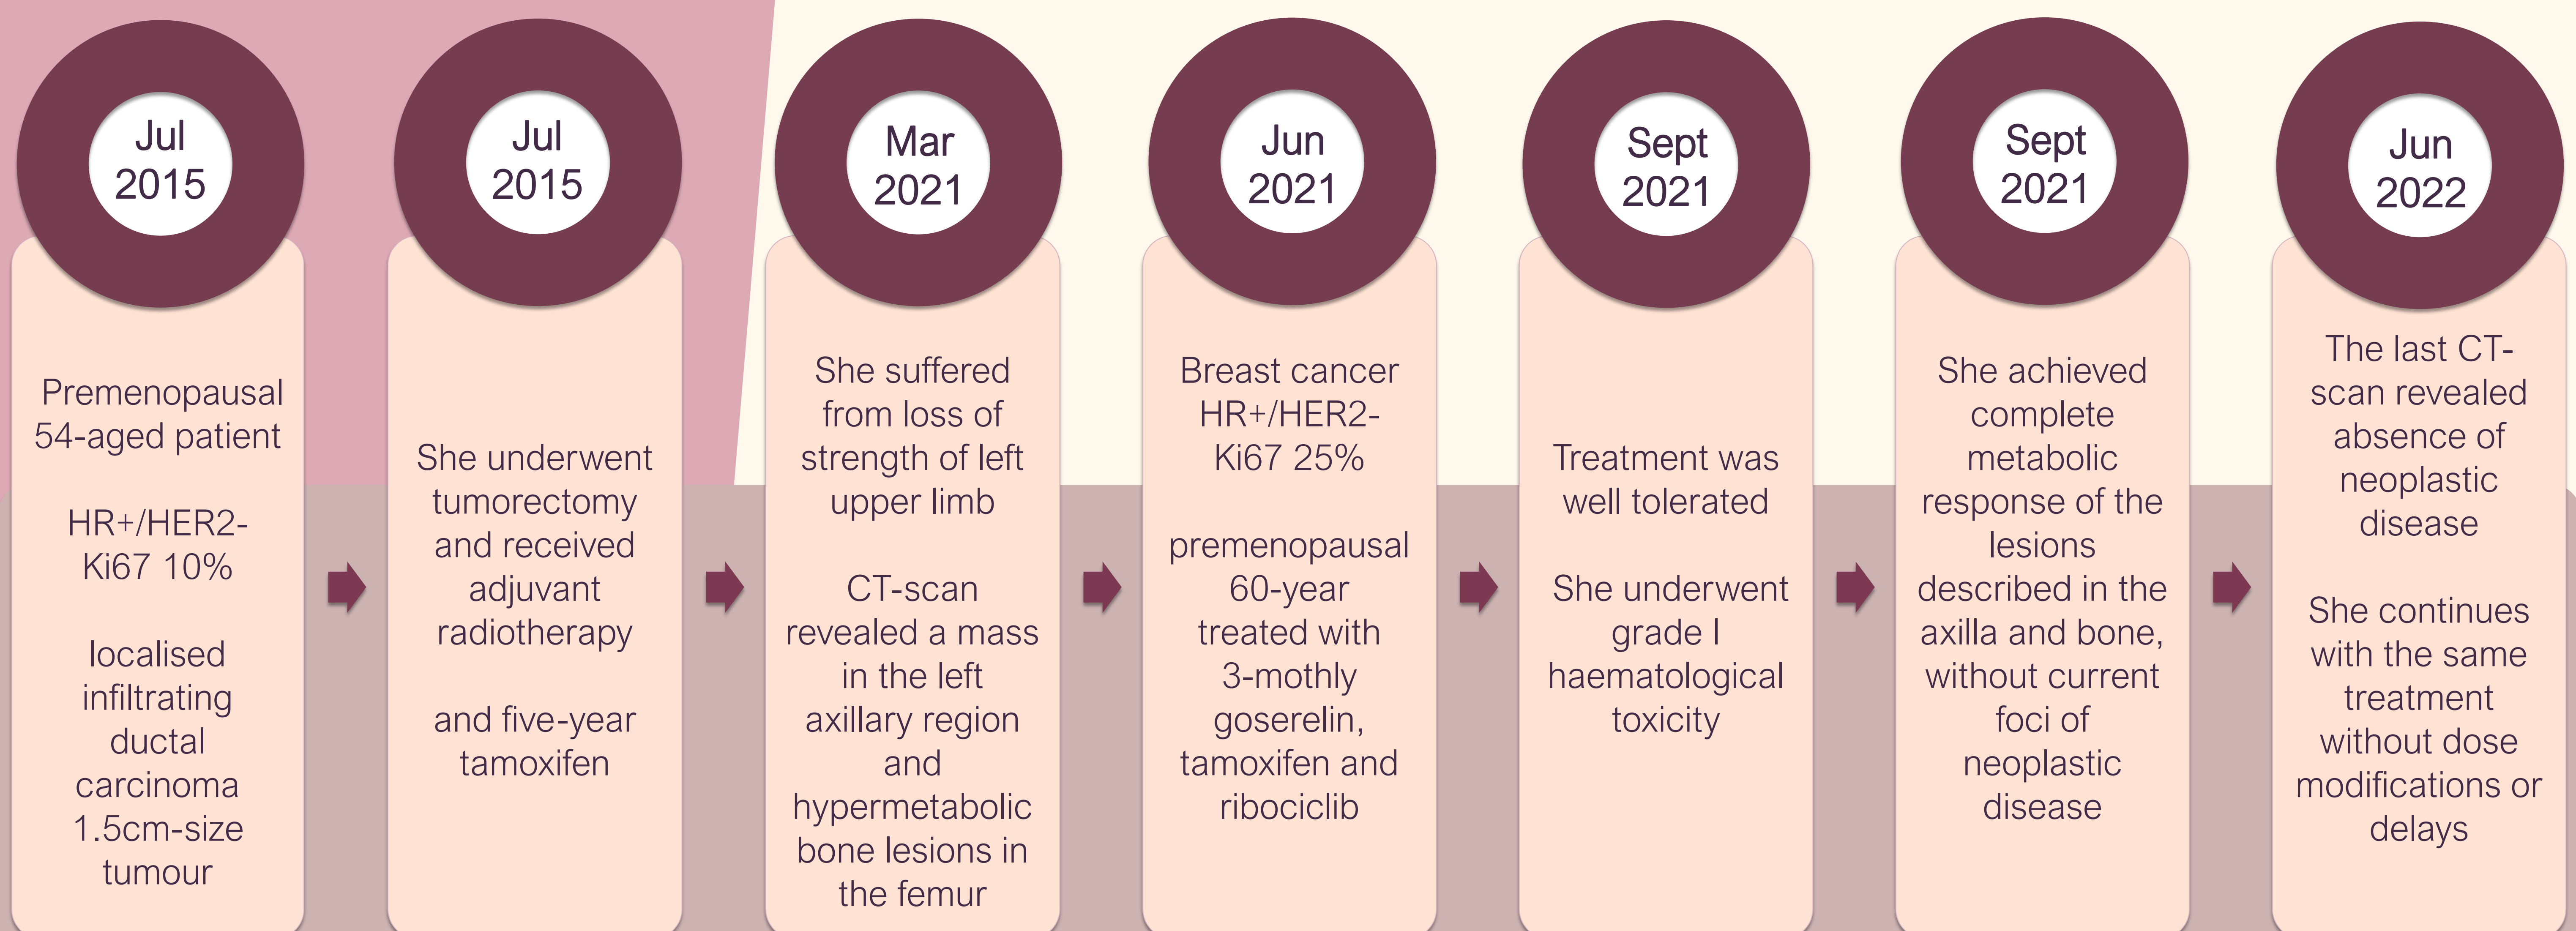 Jul
2015
Premenopausal
54-aged patient
HR+/HER2-
Ki67 10%
localised
infiltrating
ductal
carcinoma
1.5cm-size
tumour
Jul
2015
She underwent
tumorectomy
and received
adjuvant
radiotherapy
and five-year
tamoxifen
Mar
2021
She suffered
from loss of
strength of left
upper limb
CT-scan
revealed a mass
in the left
axillary region
and
hypermetabolic
bone lesions in
the femur
Jun
2021
Breast cancer
HR+/HER2-
Ki67 25%
premenopausal
60-year
treated with
3-mothly
goserelin,
tamoxifen and
ribociclib
Sept
2021
Treatment was
well tolerated
She underwent
grade I
haematological
toxicity
Sept
2021
She achieved
complete
metabolic
response of the
lesions
described in the
axilla and bone,
without current
foci of
neoplastic
disease
Jun
2022
The last CT-
scan revealed
absence of
neoplastic
disease
She continues
with the same
treatment
without dose
modifications or
delays